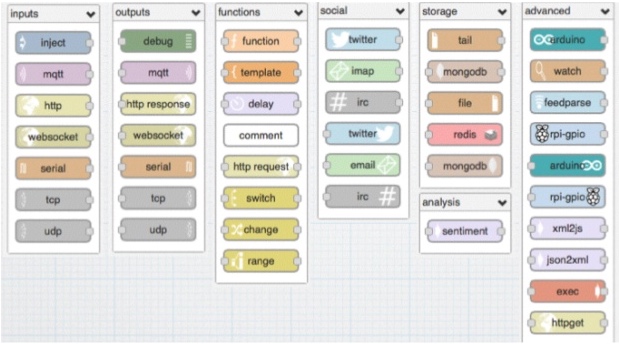 inputs
inject
mqtt
http
websocket
serial
tcp
udp
outputs
debug
mqtt
http response
websocket
serial
tcp
udp
functions
function
template
delay
comment
http request
switch
change
range
social
twitter
imap
irc
twitter
email
irc
storage
tail
mongodb
file
redis
mongodb
analysis
sentiment
advanced
arduino
watch
feedparse
rpi-gpio
arduino
rpi-gpio
xml2js
json2xml
exec
httpget